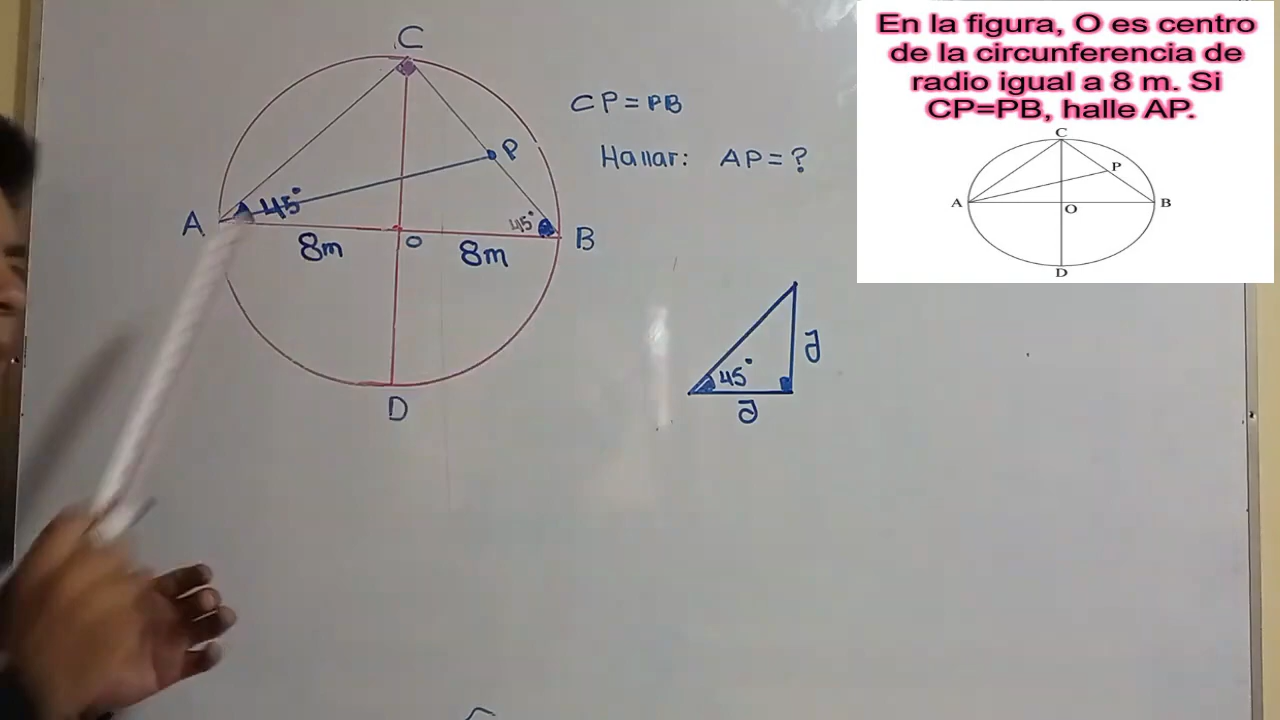 En la figura, O es centro
de la circunferencia de
radio igual a 8 m. Si
CP=PB, halle AP.
C
P
A
O
B
D
C
CP = PB
P
Hallar: AP = ?
A
45°
45°
B
8m
O
8m
D
45°
a
a